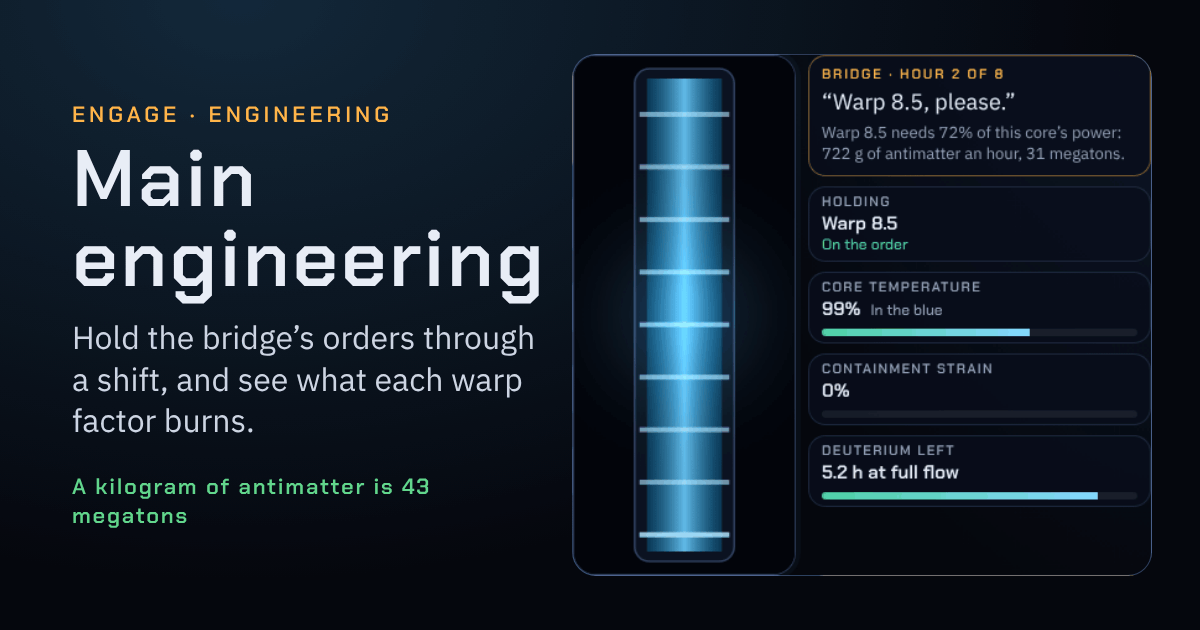 ENGAGE · ENGINEERING
Main
engineering
Hold the bridge’s orders through
a shift, and see what each warp
factor burns.
A kilogram of antimatter is 43
megatons
BRIDGE · HOUR 2 OF 8
“Warp 8.5, please.”
Warp 8.5 needs 72% of this core’s power:
722 g of antimatter an hour, 31 megatons.
HOLDING
Warp 8.5
On the order
CORE TEMPERATURE
99% In the blue
CONTAINMENT STRAIN
0%
DEUTERIUM LEFT
5.2 h at full flow